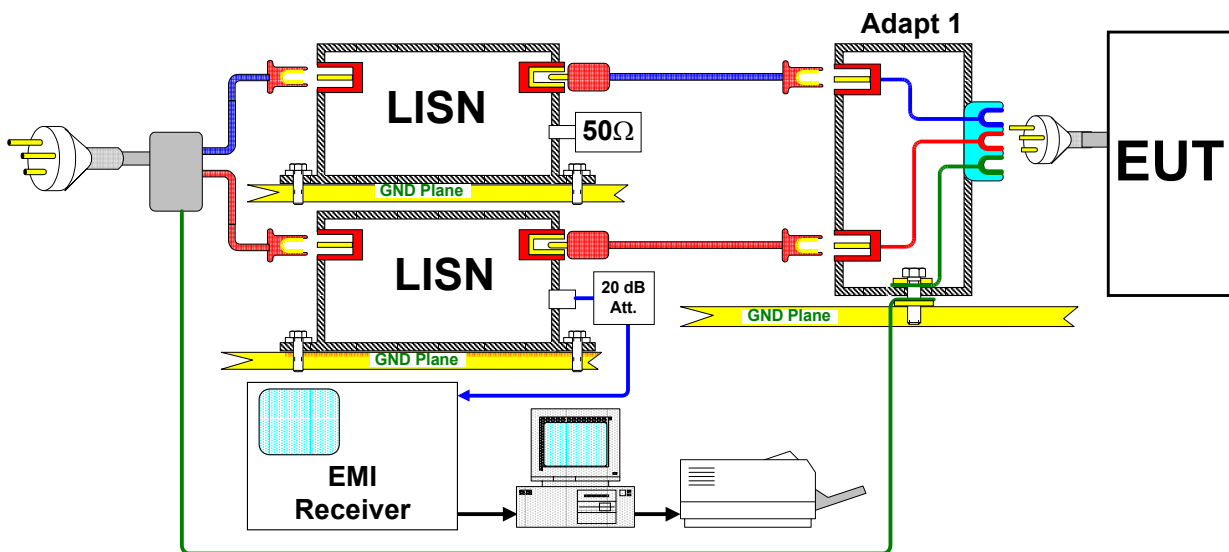 Adapt 1
LISN
50Ω
EUT
GND Plane
LISN
20 dB
Att.
GND Plane
GND Plane
EMI
Receiver